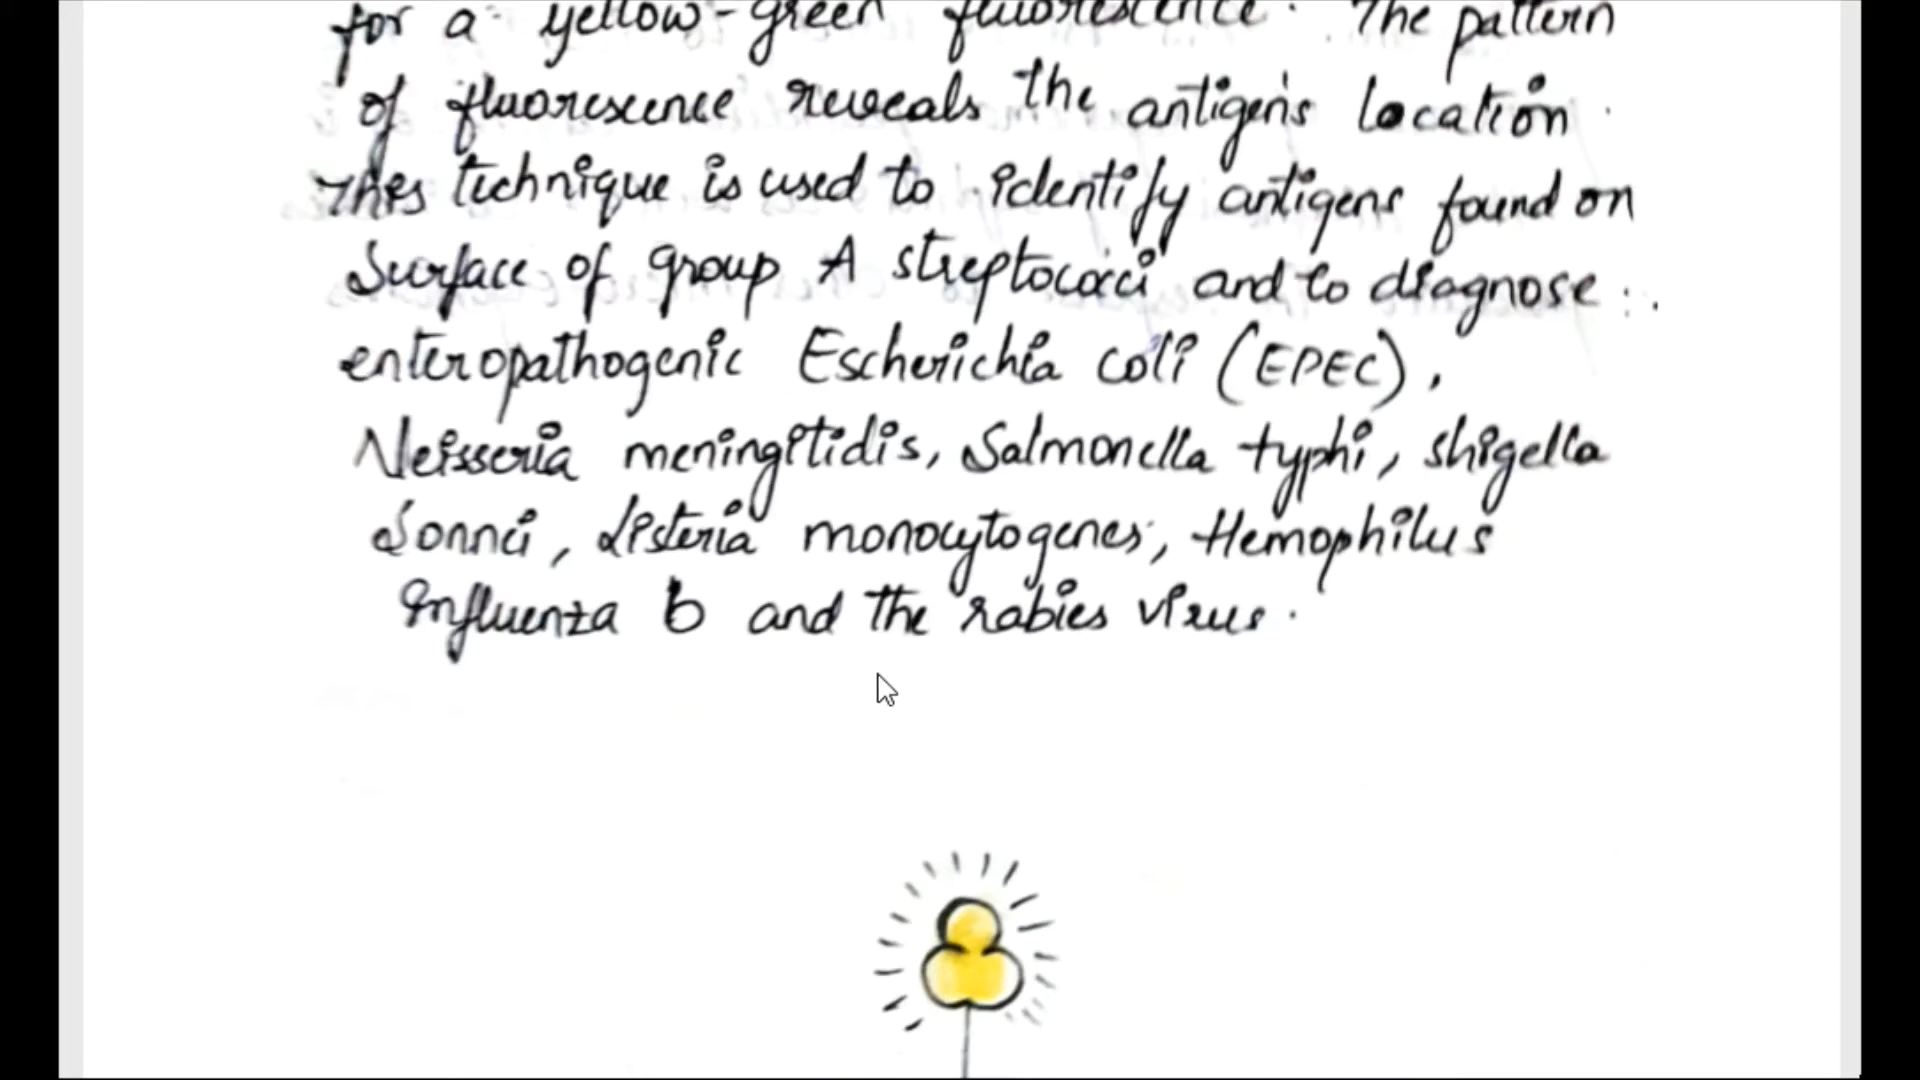 for a yellow-green fluorescence. The pattern
of fluorescence reveals the antigen's location.
This technique is used to identify antigens found on
Surface of group A streptococci and to diagnose
enteropathogenic Escherichia coli (EPEC),
Neisseria meningitidis, Salmonella typhi, shigella
Sonnei, Listeria monocytogenes, Hemophilus
Influenza b and the rabies virus.